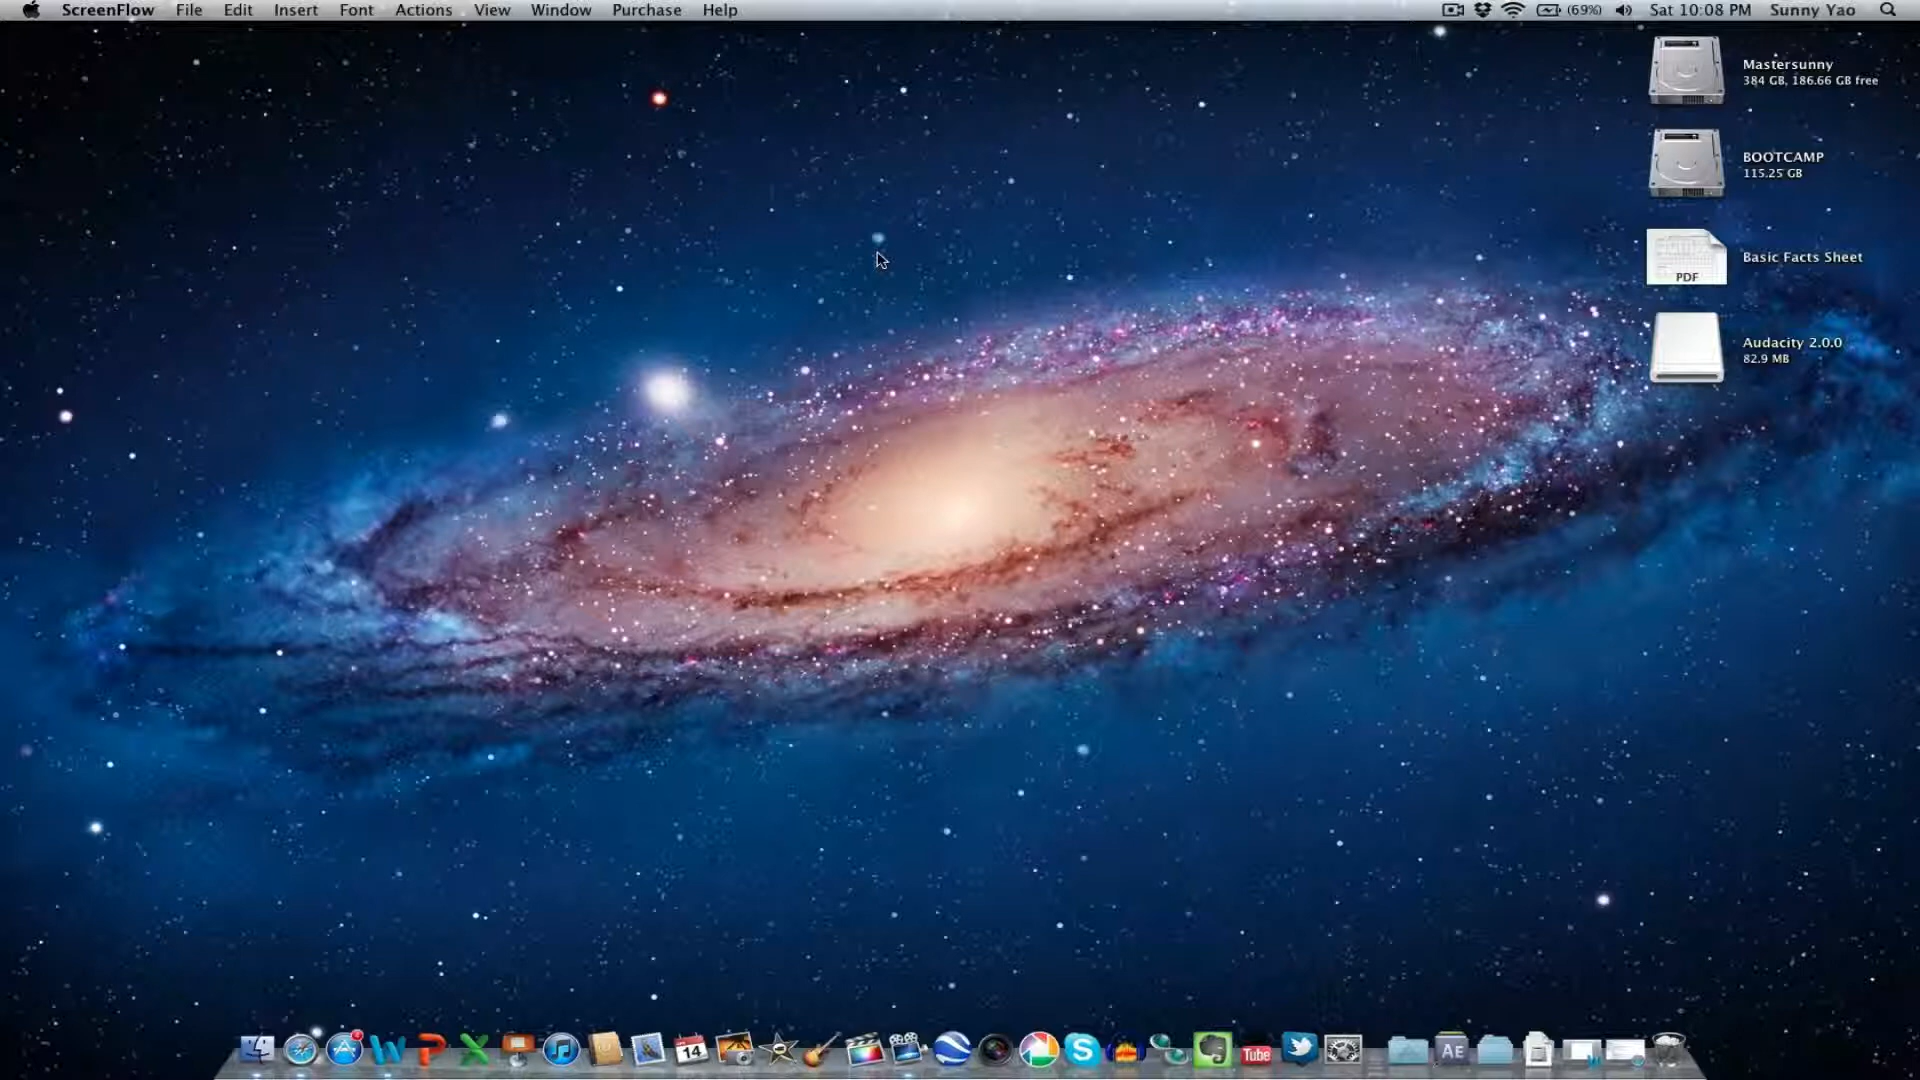 ScreenFlow File Edit Insert Font Actions View Window Purchase Help (69%) Sat 10:08 PM Sunny Yao
Mastersunny
384 GB, 186.66 GB free
BOOTCAMP
115.25 GB
PDF
Basic Facts Sheet
Audacity 2.0.0
82.9 MB
W P X 14 S Tube AE